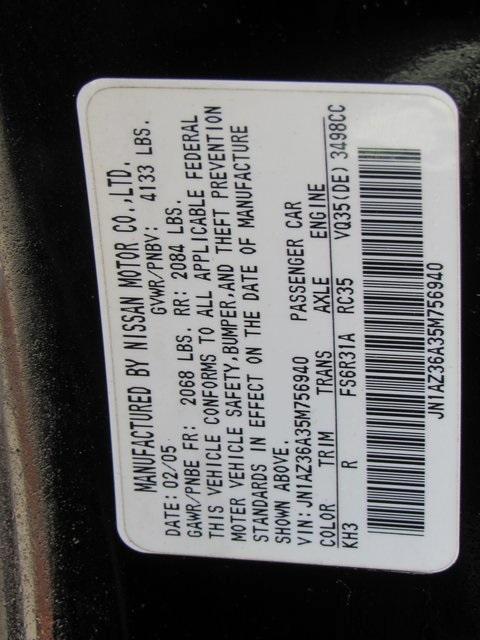 MANUFACTURED BY NISSAN MOTOR CO.,LTD.
DATE: 02/05 GVWR/PNBV: 4133 LBS.
GAWR/PNBE FR: 2068 LBS. RR: 2084 LBS.
THIS VEHICLE CONFORMS TO ALL APPLICABLE FEDERAL
MOTER VEHICLE SAFETY,BUMPER,AND THEFT PREVENTION
STANDARDS IN EFFECT ON THE DATE OF MANUFACTURE
SHOWN ABOVE.
VIN:JN1AZ36A35M756940 PASSENGER CAR
COLOR TRIM TRANS AXLE ENGINE
KH3 R FS6R31A RC35 VQ35(DE) 3498CC
JN1AZ36A35M756940